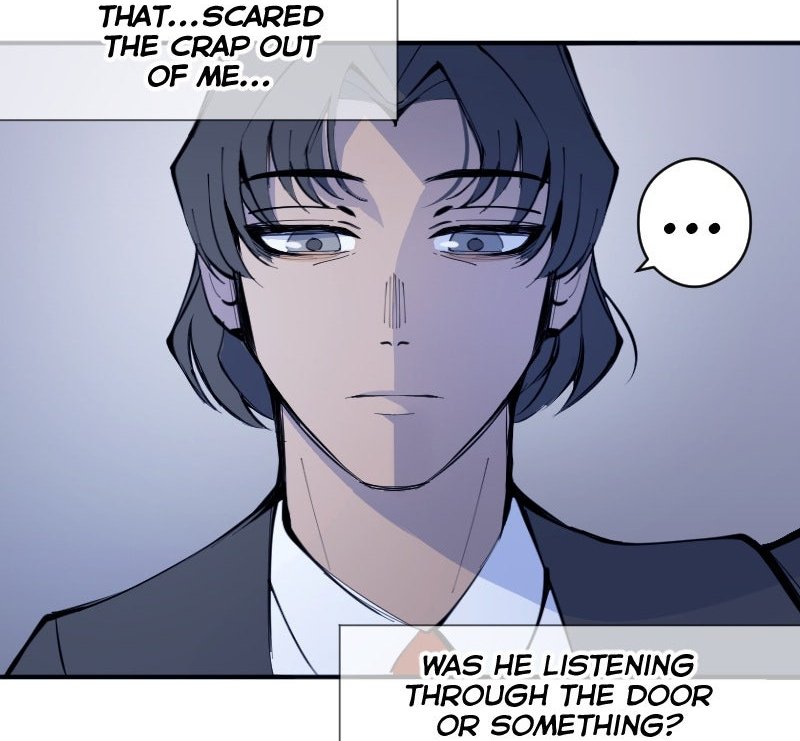 THAT...SCARED
THE CRAP OUT
OF ME...
...
WAS HE LISTENING
THROUGH THE DOOR
OR SOMETHING?